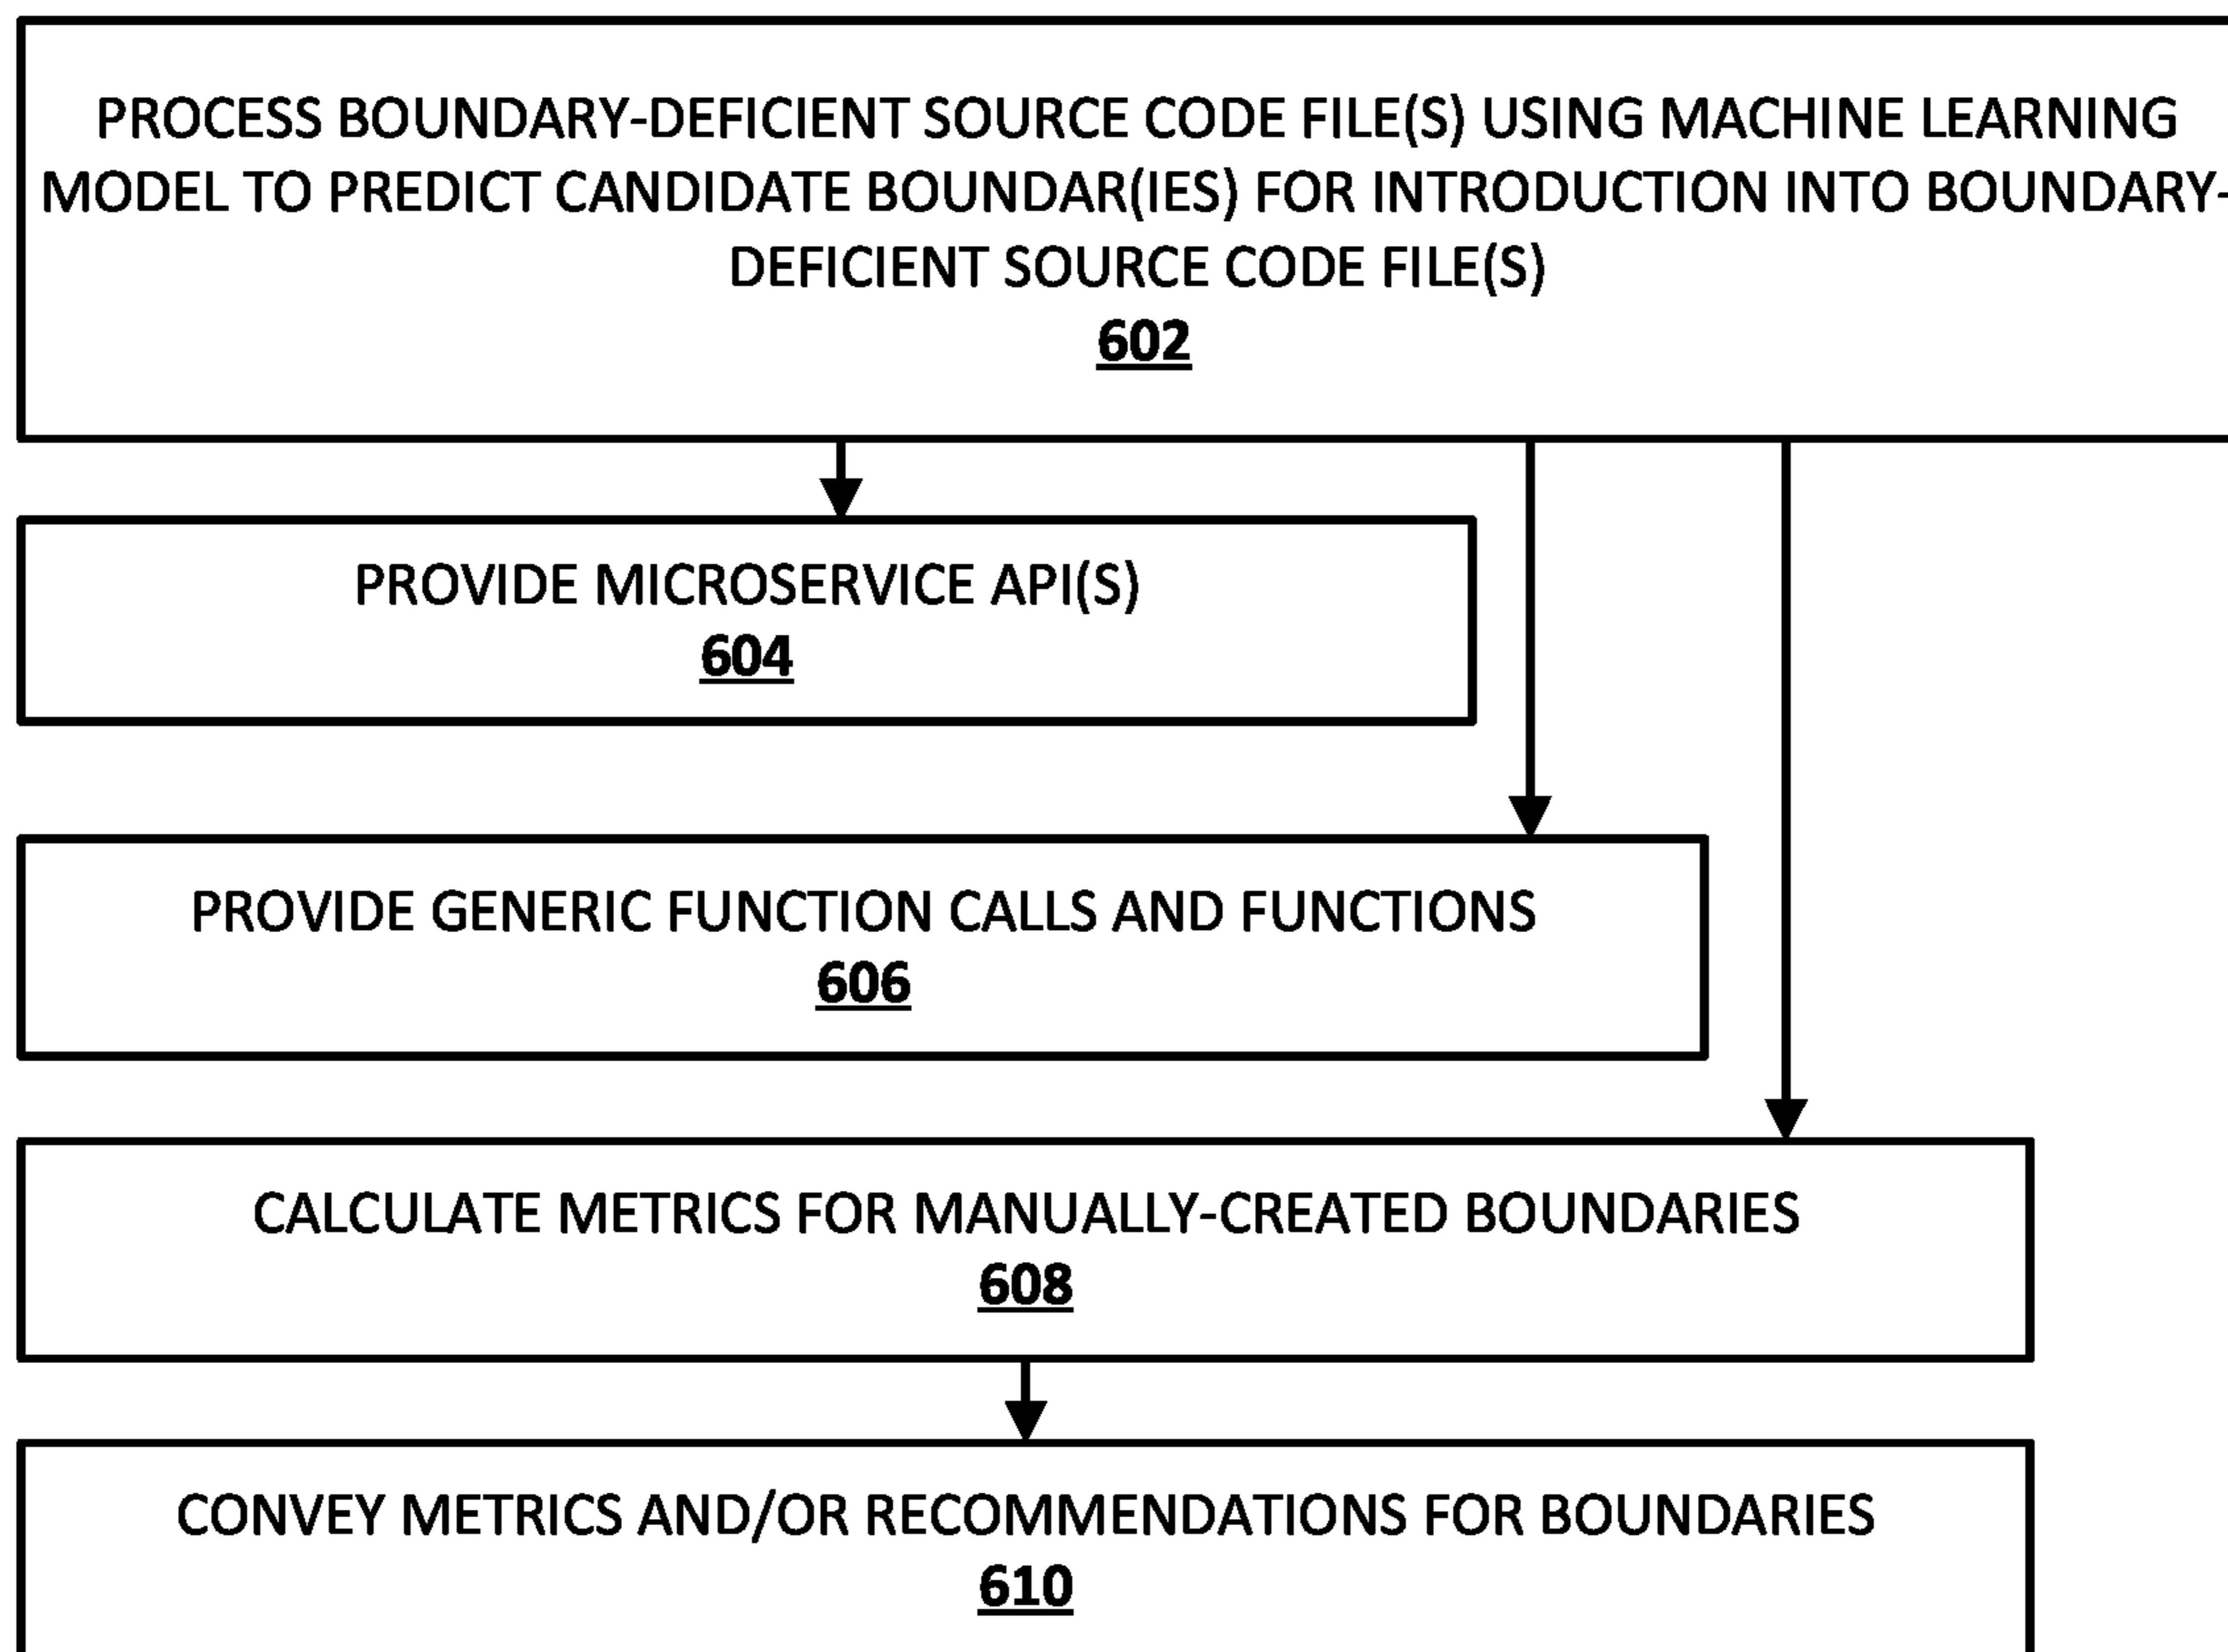 PROCESS BOUNDARY-DEFICIENT SOURCE CODE FILE(S) USING MACHINE LEARNING
MODEL TO PREDICT CANDIDATE BOUNDAR(IES) FOR INTRODUCTION INTO BOUNDARY-
DEFICIENT SOURCE CODE FILE(S)
602
PROVIDE MICROSERVICE API(S)
604
PROVIDE GENERIC FUNCTION CALLS AND FUNCTIONS
606
CALCULATE METRICS FOR MANUALLY-CREATED BOUNDARIES
608
CONVEY METRICS AND/OR RECOMMENDATIONS FOR BOUNDARIES
610